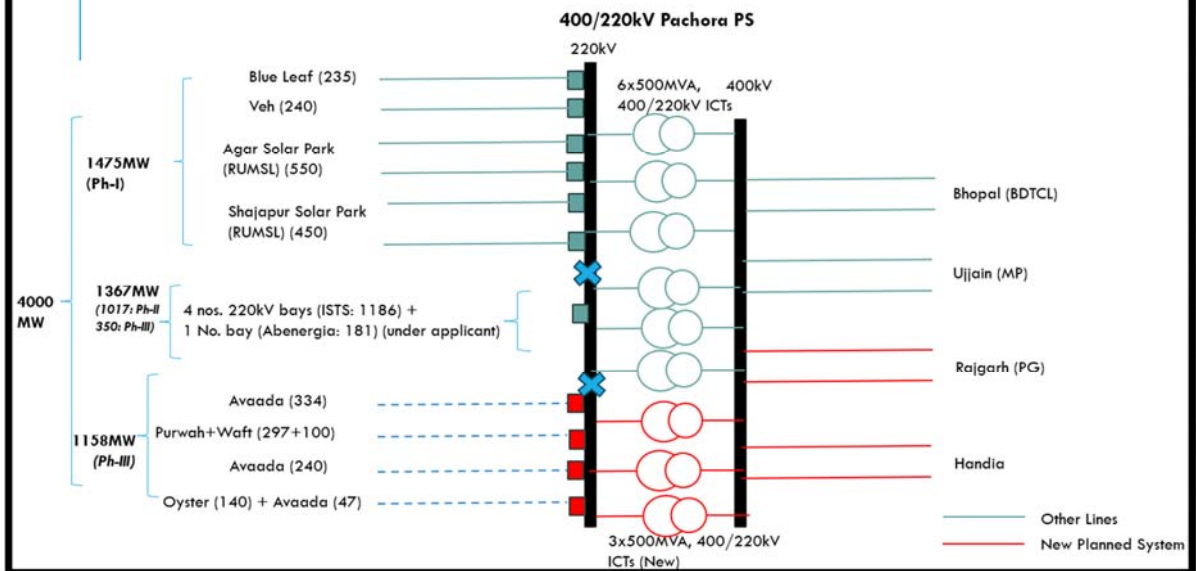 400/220kV Pachora PS
220kV
6x500MVA,
400/220kV ICTs
400kV
Blue Leaf (235)
Veh (240)
Agar Solar Park
(RUMSL) (550)
Shajapur Solar Park
(RUMSL) (450)
1475MW
(Ph-I)
4000
MW
1367MW
(1017: Ph-II
350: Ph-III)
4 nos. 220kV bays (ISTS: 1186) +
1 No. bay (Abenergia: 181) (under applicant)
1158MW
(Ph-III)
Avaada (334)
Purwah+Waft (297+100)
Avaada (240)
Oyster (140) + Avaada (47)
Bhopal (BDTCL)
Ujjain (MP)
Rajgarh (PG)
Handia
3x500MVA, 400/220kV
ICTs (New)
Other Lines
New Planned System